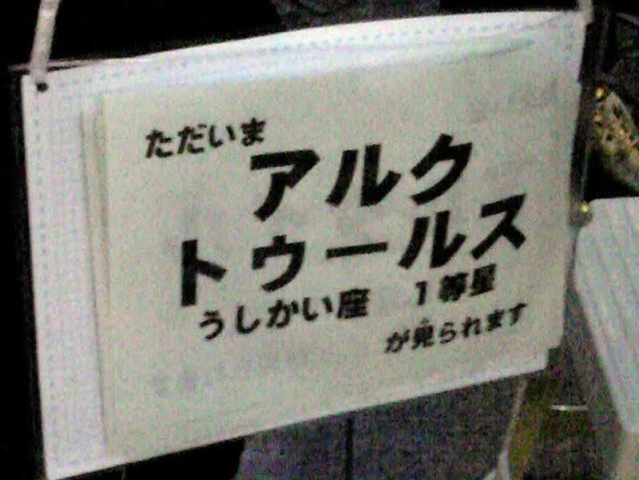 ただいま
アルク
トゥールス
うしかい座　１等星
が見られます